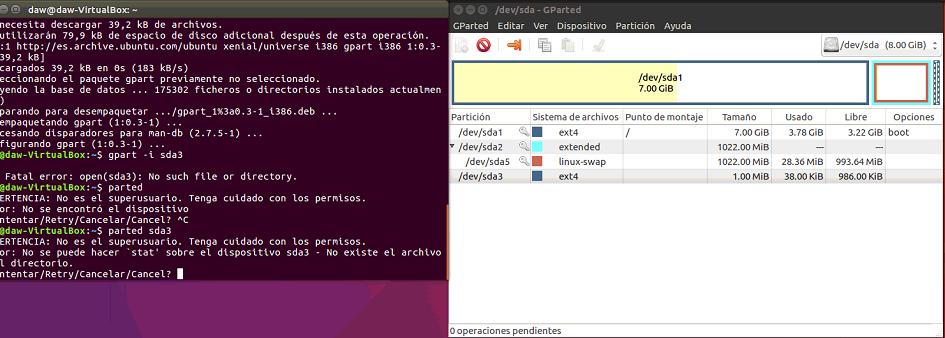 daw@daw-VirtualBox: ~
necesita descargar 39,2 kB de archivos.
utilizarán 79,9 kB de espacio de disco adicional después de esta operación.
:1 http://es.archive.ubuntu.com/ubuntu xenial/universe i386 gpart i386 1:0.3-
39,2 kB]
cargados 39,2 kB en 0s (183 kB/s)
eccionando el paquete gpart previamente no seleccionado.
yendo la base de datos ... 175302 ficheros o directorios instalados actualmen
)
parando para desempaquetar .../gpart_1%3a0.3-1_i386.deb ...
empaquetando gpart (1:0.3-1) ...
cesando disparadores para man-db (2.7.5-1) ...
figurando gpart (1:0.3-1) ...
@daw-VirtualBox:~$ gpart -i sda3
Fatal error: open(sda3): No such file or directory.
@daw-VirtualBox:~$ parted
ERTENCIA: No es el superusuario. Tenga cuidado con los permisos.
or: No se encontró el dispositivo
ntentar/Retry/Cancelar/Cancel? ^C
@daw-VirtualBox:~$ parted sda3
ERTENCIA: No es el superusuario. Tenga cuidado con los permisos.
or: No se puede hacer `stat' sobre el dispositivo sda3 - No existe el archivo
l directorio.
ntentar/Retry/Cancelar/Cancel?
/dev/sda - GParted
GParted Editar Ver Dispositivo Partición Ayuda
/dev/sda (8.00 GiB)
/dev/sda1
7.00 GiB
Partición Sistema de archivos Punto de montaje Tamaño Usado Libre Opciones
/dev/sda1 ext4 / 7.00 GiB 3.78 GiB 3.22 GiB boot
/dev/sda2 extended 1022.00 MiB --- ---
/dev/sda5 linux-swap 1022.00 MiB 28.36 MiB 993.64 MiB
/dev/sda3 ext4 1.00 MiB 38.00 KiB 986.00 KiB
0 operaciones pendientes